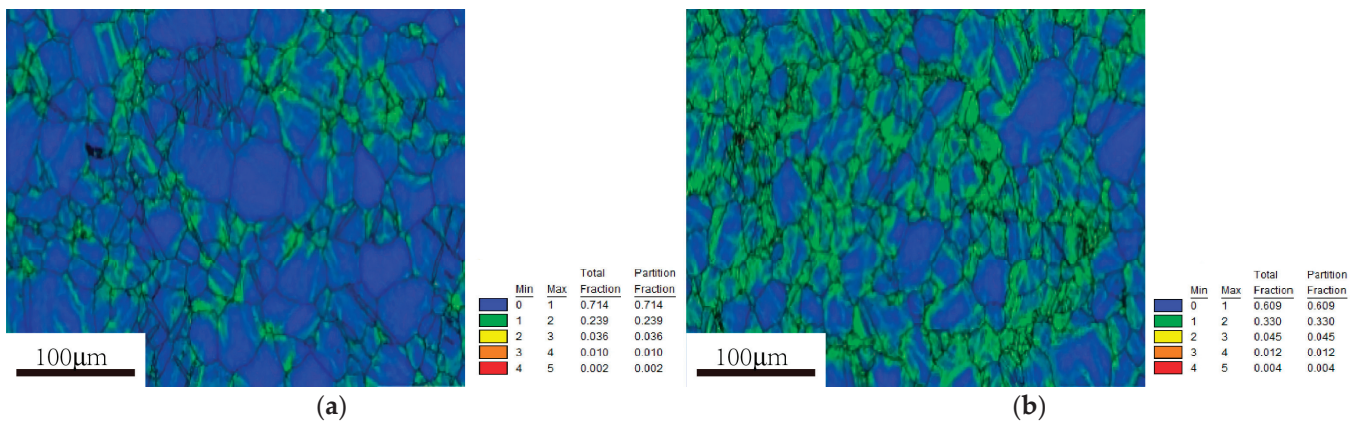 Total Partition
Min Max Fraction Fraction
0 1 0.714 0.714
1 2 0.239 0.239
2 3 0.036 0.036
3 4 0.010 0.010
4 5 0.002 0.002
100μm
(a)
Total Partition
Min Max Fraction Fraction
0 1 0.609 0.609
1 2 0.330 0.330
2 3 0.045 0.045
3 4 0.012 0.012
4 5 0.004 0.004
100μm
(b)